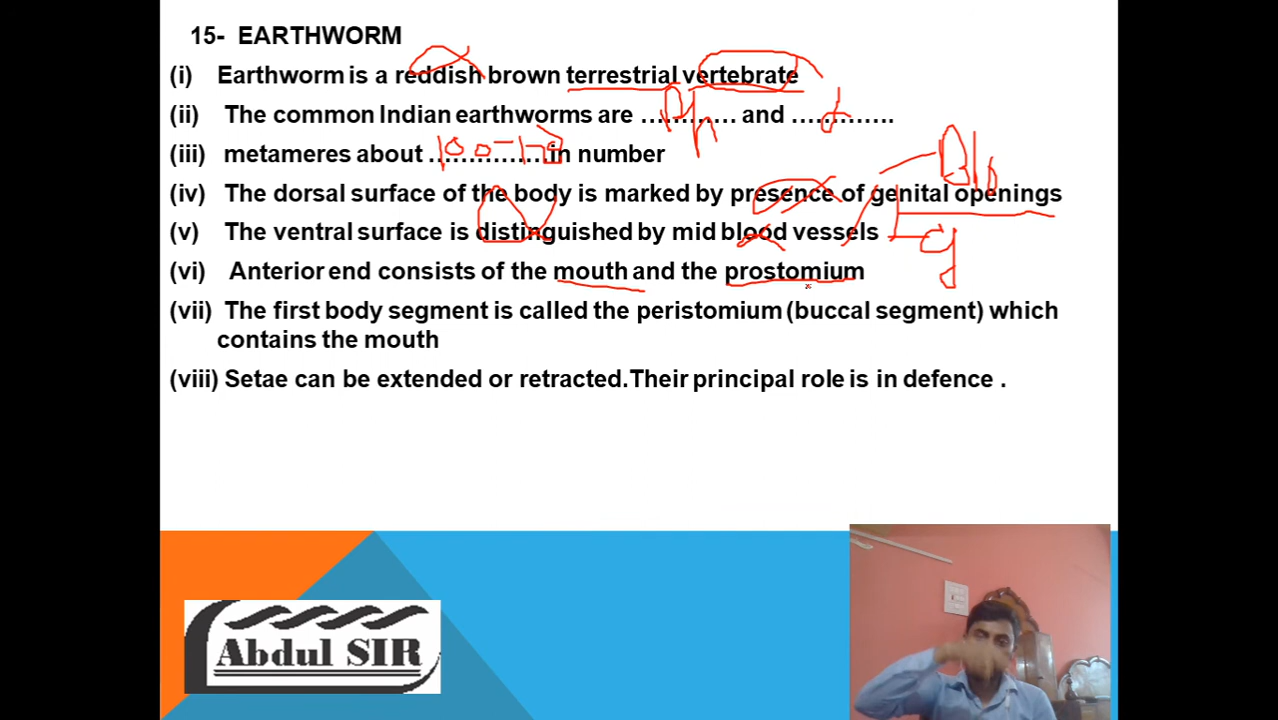 15- EARTHWORM
(i) Earthworm is a reddish brown terrestrial vertebrate
(ii) The common Indian earthworms are ………… and ………….
Ph
(iii) metameres about ……………in number
(iv) The dorsal surface of the body is marked by presence of genital openings
(v) The ventral surface is distinguished by mid blood vessels
g
(vi) Anterior end consists of the mouth and the prostomium
(vii) The first body segment is called the peristomium (buccal segment) which
contains the mouth
(viii) Setae can be extended or retracted.Their principal role is in defence .
Abdul SIR